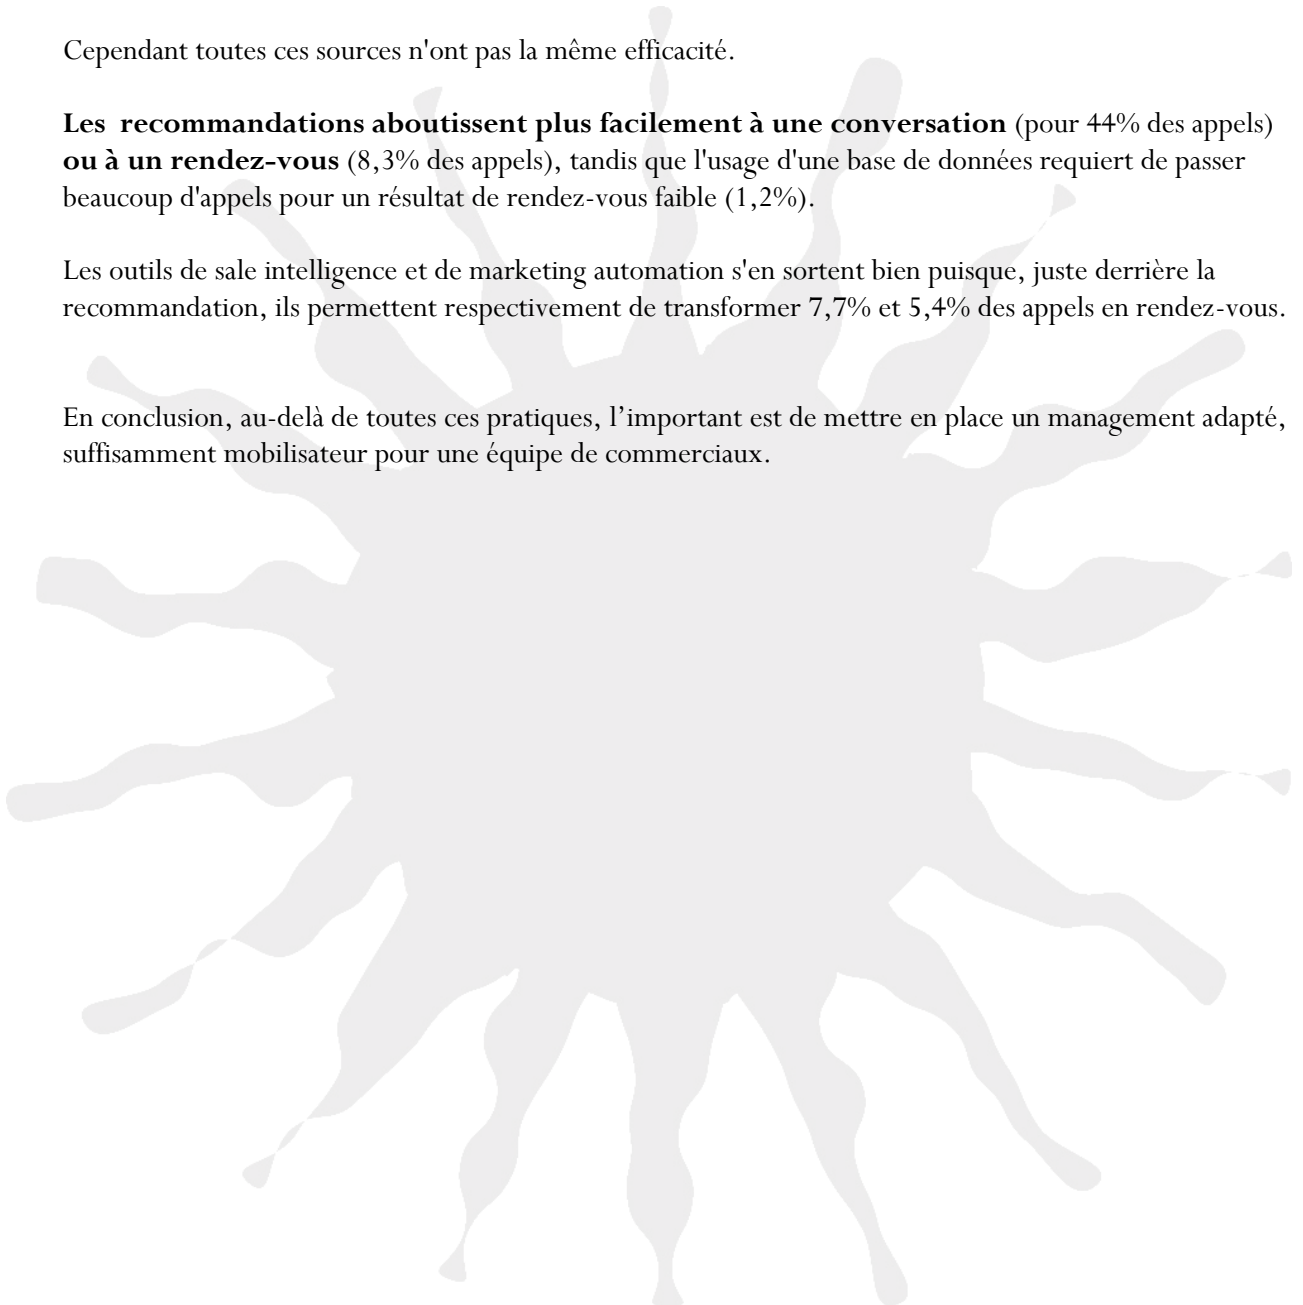 Cependant toutes ces sources n'ont pas la même efficacité.
Les  recommandations aboutissent plus facilement à une conversation (pour 44% des appels)
ou à un rendez-vous (8,3% des appels), tandis que l'usage d'une base de données requiert de passer
beaucoup d'appels pour un résultat de rendez-vous faible (1,2%).
Les outils de sale intelligence et de marketing automation s'en sortent bien puisque, juste derrière la
recommandation, ils permettent respectivement de transformer 7,7% et 5,4% des appels en rendez-vous.
En conclusion, au-delà de toutes ces pratiques, l’important est de mettre en place un management adapté,
suffisamment mobilisateur pour une équipe de commerciaux.